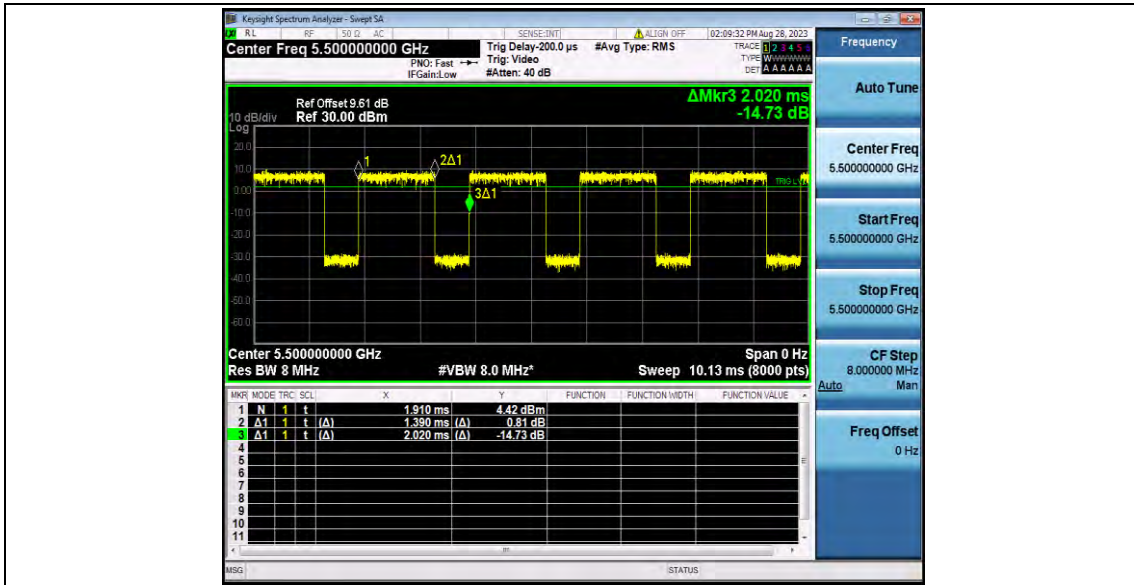 Keysight Spectrum Analyzer - Swept SA
RL RF 50 Ω AC SENSE:INT ALIGN OFF 02:09:32 PM Aug 28, 2023
Center Freq 5.500000000 GHz
PNO: Fast
IFGain:Low
Trig Delay-200.0 µs
Trig: Video
#Atten: 40 dB
#Avg Type: RMS
TRACE 1 2 3 4 5 6
TYPE WWWWWW
DET A A A A A A
ΔMkr3 2.020 ms
-14.73 dB
10 dB/div
Log
Ref Offset 9.61 dB
Ref 30.00 dBm
20.0
10.0
0.00
-10.0
-20.0
-30.0
-40.0
-50.0
-60.0
1
2Δ1
3Δ1
Center 5.500000000 GHz Span 0 Hz
Res BW 8 MHz #VBW 8.0 MHz* Sweep 10.13 ms (8000 pts)
MKR MODE TRC SCL X Y FUNCTION FUNCTION WIDTH FUNCTION VALUE
1 N 1 t 1.910 ms 4.42 dBm
2 Δ1 1 t (Δ) 1.390 ms (Δ) 0.81 dB
3 Δ1 1 t (Δ) 2.020 ms (Δ) -14.73 dB
4
5
6
7
8
9
10
11
MSG STATUS
Frequency
Auto Tune
Center Freq
5.500000000 GHz
Start Freq
5.500000000 GHz
Stop Freq
5.500000000 GHz
CF Step
8.000000 MHz
Auto Man
Freq Offset
0 Hz